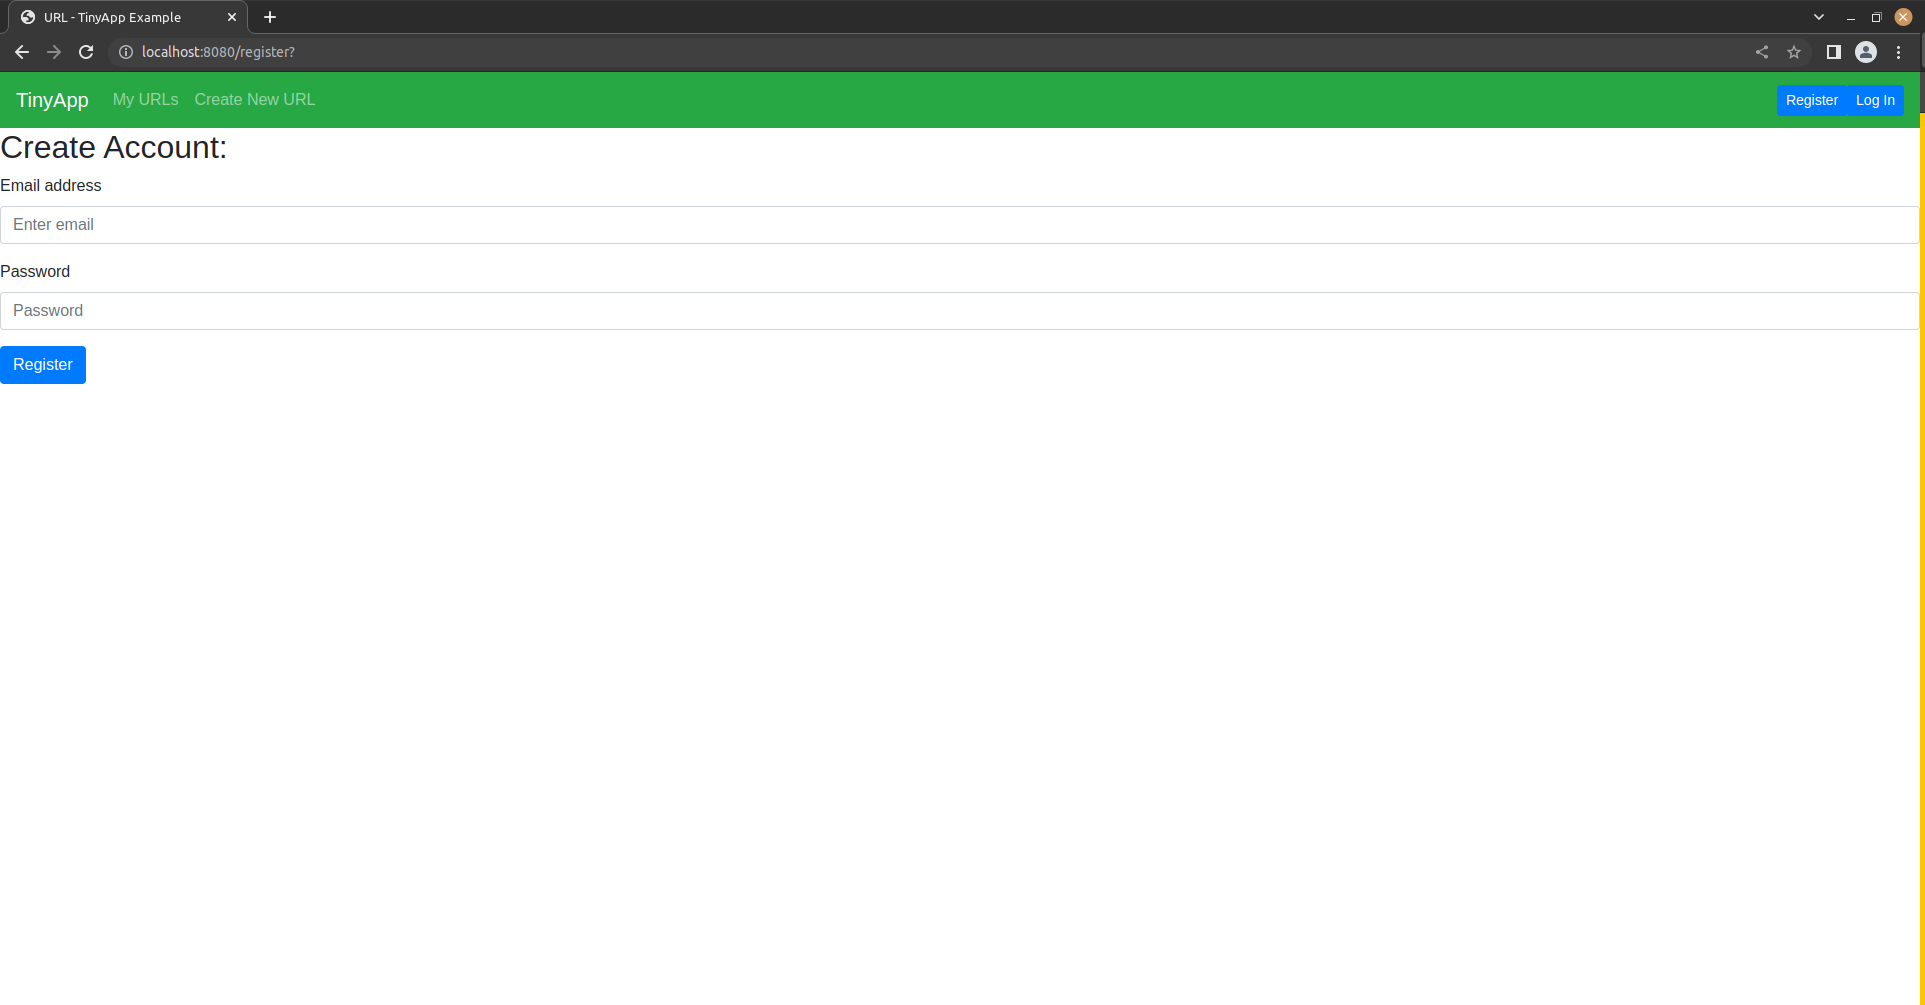 URL - TinyApp Example
localhost:8080/register?
TinyApp My URLs Create New URL Register Log In
Create Account:
Email address
Enter email
Password
Password
Register